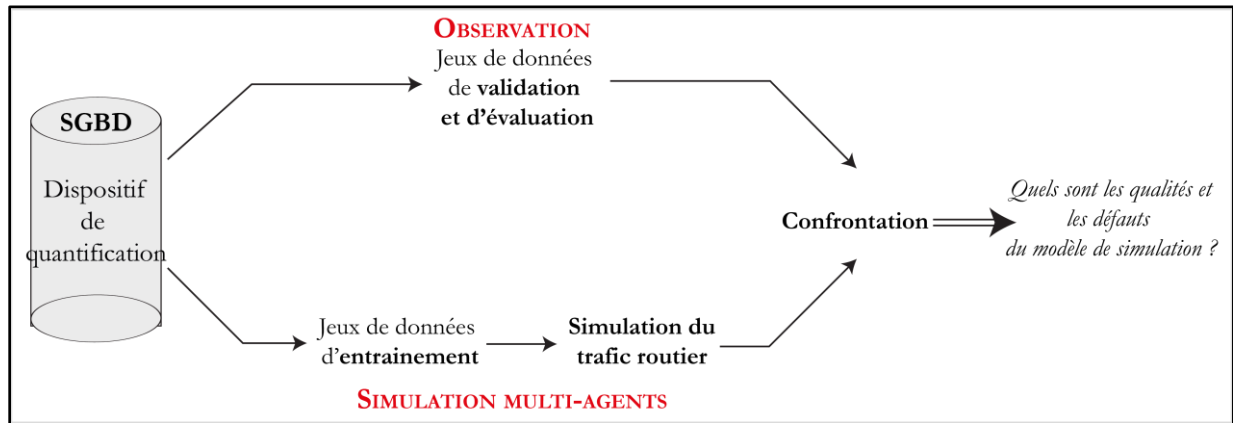 OBSERVATION
Jeux de données
de validation
et d'évaluation
SGBD
Dispositif
de
quantification
Quels sont les qualités et
les défauts
du modèle de simulation ?
Confrontation
Jeux de données
d'entrainement
Simulation du
trafic routier
SIMULATION MULTI-AGENTS